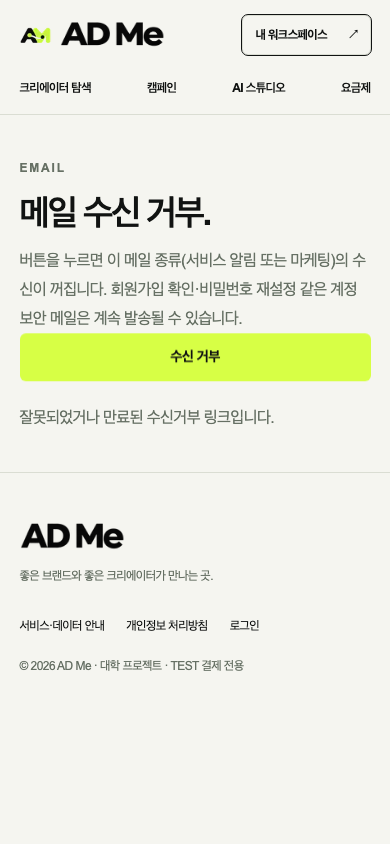 AD Me
내 워크스페이스 ↗
크리에이터 탐색 캠페인 AI 스튜디오 요금제
EMAIL
메일 수신 거부.
버튼을 누르면 이 메일 종류(서비스 알림 또는 마케팅)의 수
신이 꺼집니다. 회원가입 확인·비밀번호 재설정 같은 계정
보안 메일은 계속 발송될 수 있습니다.
수신 거부
잘못되었거나 만료된 수신거부 링크입니다.
AD Me
좋은 브랜드와 좋은 크리에이터가 만나는 곳.
서비스·데이터 안내 개인정보 처리방침 로그인
© 2026 AD Me · 대학 프로젝트 · TEST 결제 전용